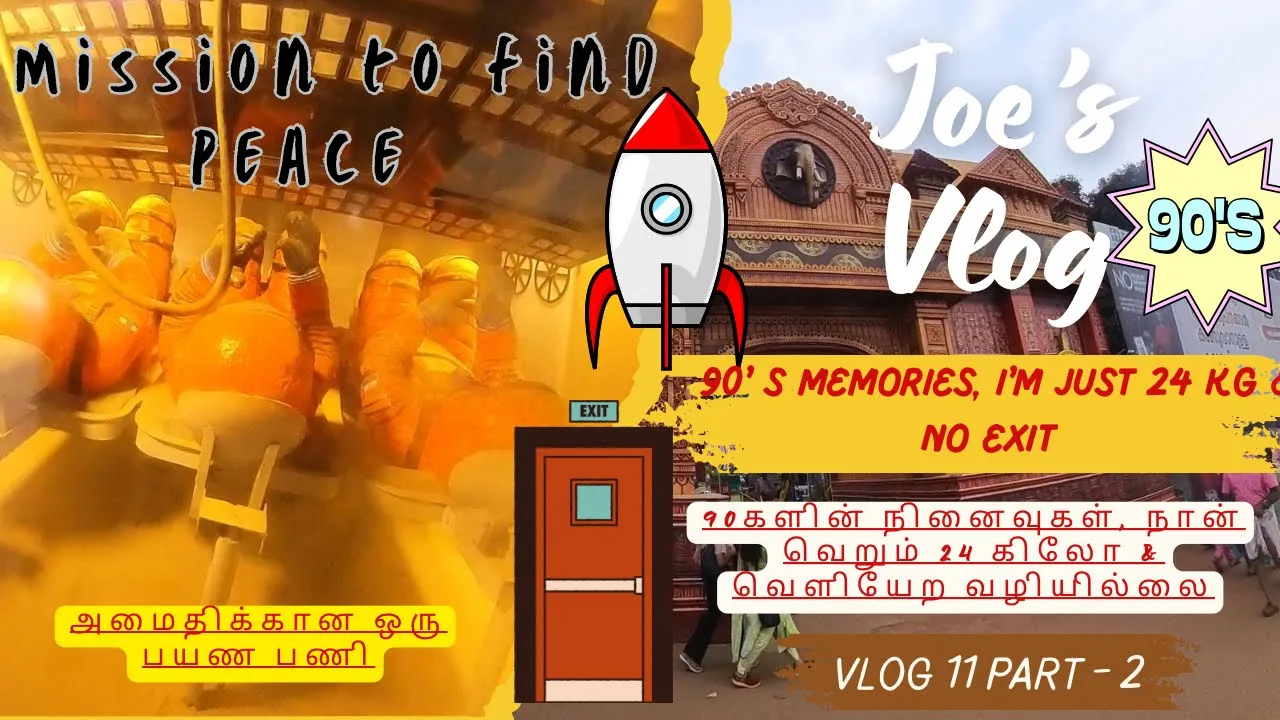 Mission to find
PEACE
Joe's
Vlog
90'S
NO
EXIT
90' S MEMORIES, I'M JUST 24 KG &
NO EXIT
90களின் நினைவுகள், நான்
வெறும் 24 கிலோ &
வெளியேற வழியில்லை
அமைதிக்கான ஒரு
பயண பணி
VLOG 11 PART - 2